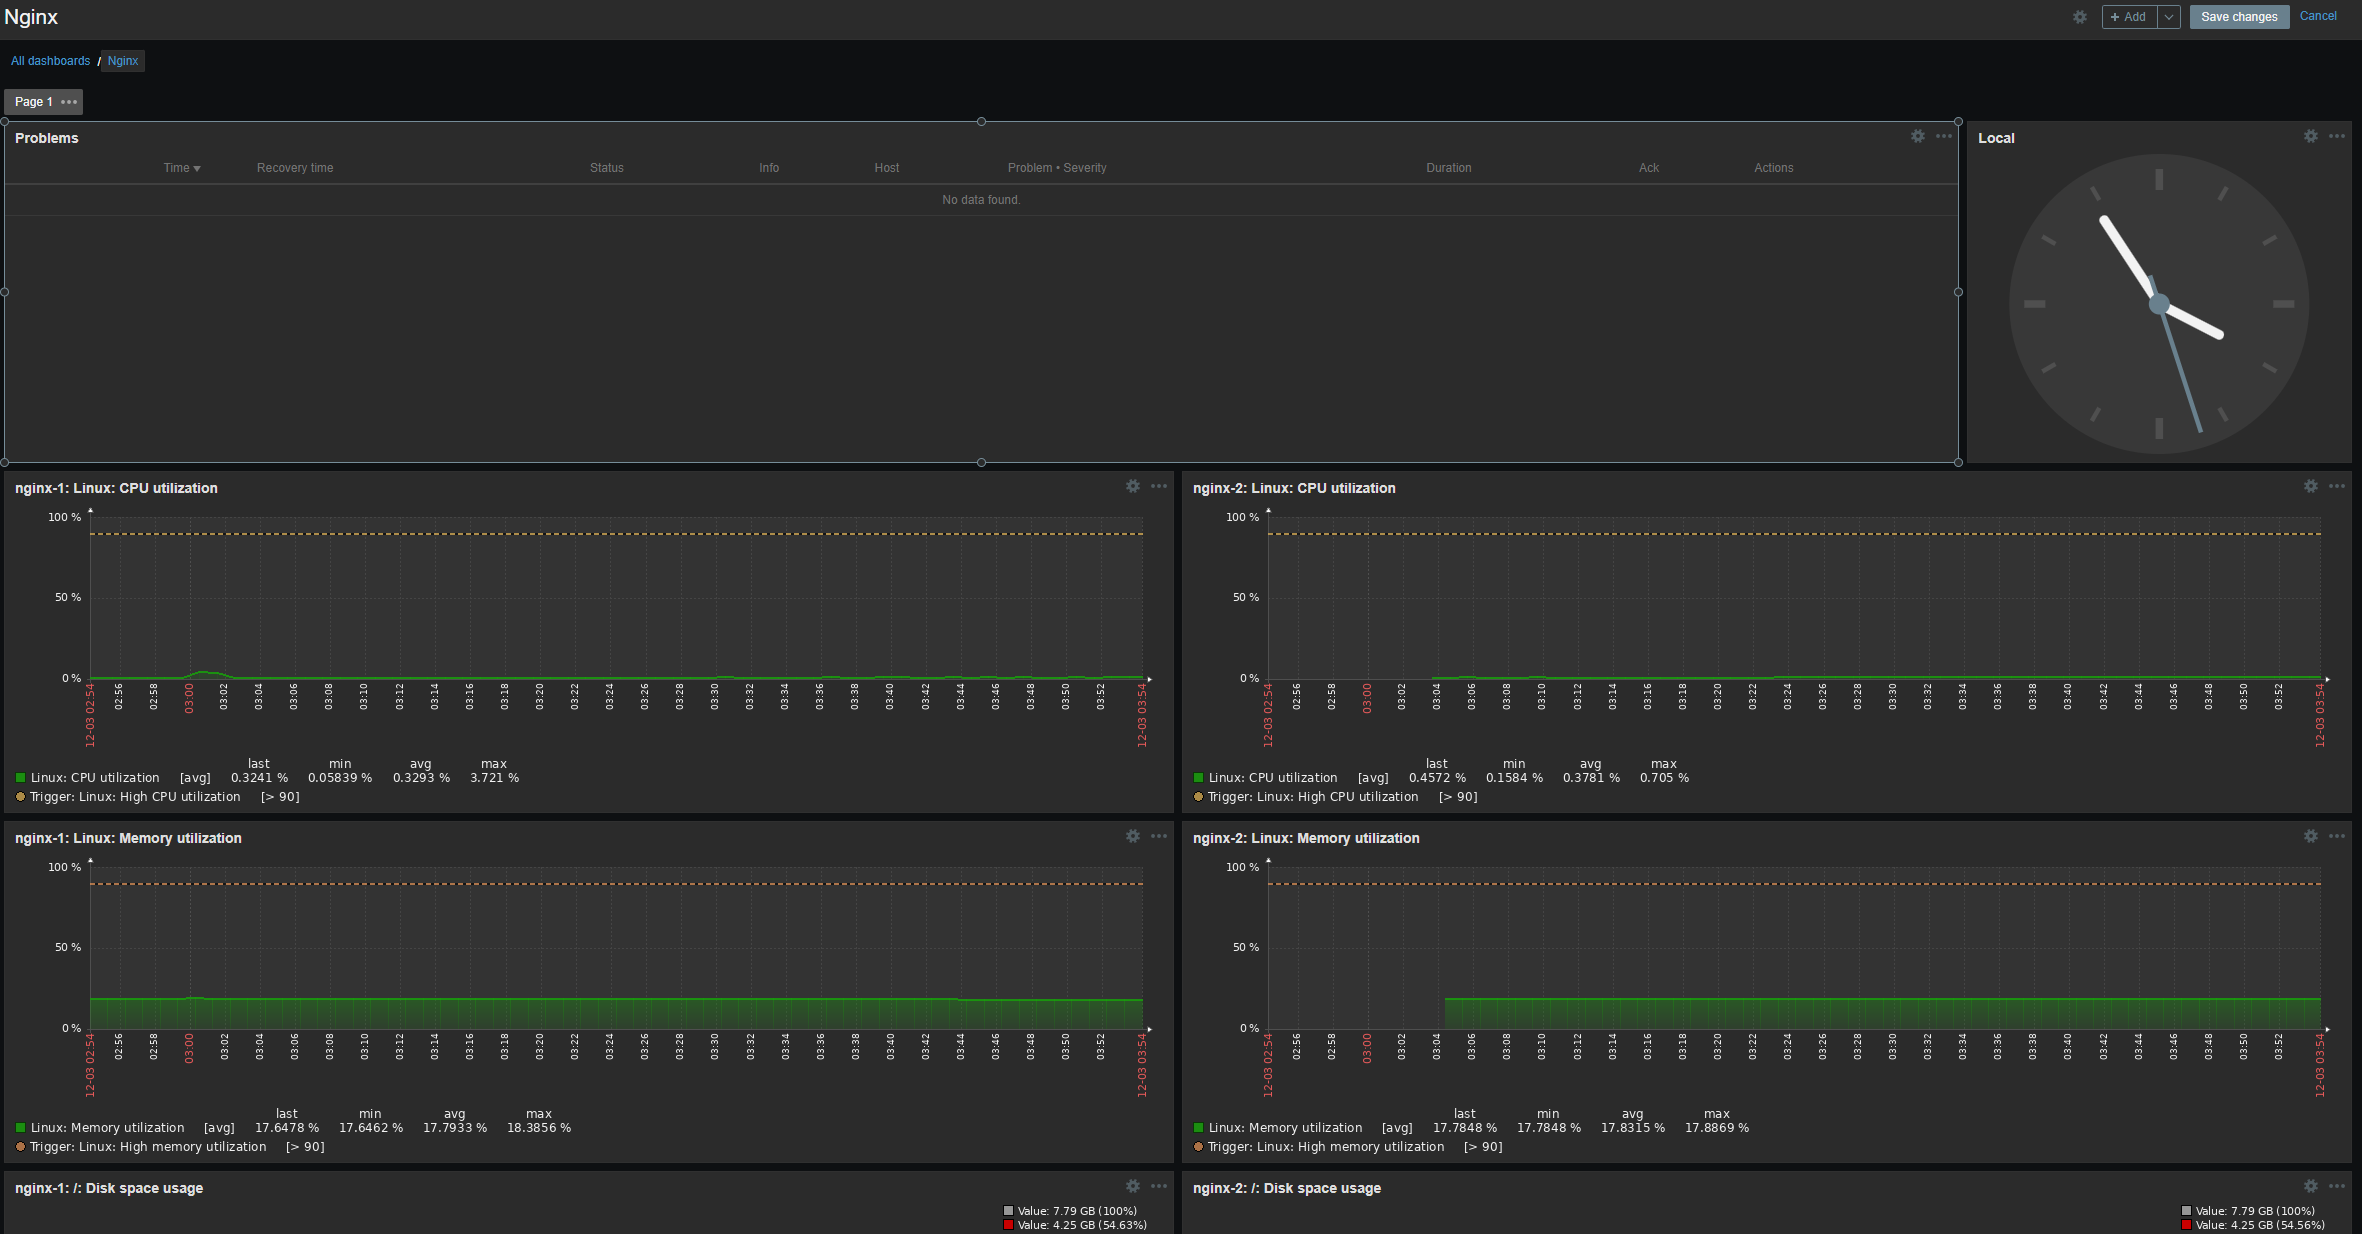 Nginx
+ Add
Save changes
Cancel
All dashboards / Nginx
Page 1
Problems
Time Recovery time Status Info Host Problem • Severity Duration Ack Actions
No data found.
Local
nginx-1: Linux: CPU utilization
100 %
50 %
0 %
12-03 02:54 02:56 02:58 03:00 03:02 03:04 03:06 03:08 03:10 03:12 03:14 03:16 03:18 03:20 03:22 03:24 03:26 03:28 03:30 03:32 03:34 03:36 03:38 03:40 03:42 03:44 03:46 03:48 03:50 03:52 12-03 03:54
last min avg max
Linux: CPU utilization [avg] 0.3241 % 0.05839 % 0.3293 % 3.721 %
Trigger: Linux: High CPU utilization [> 90]
nginx-2: Linux: CPU utilization
100 %
50 %
0 %
12-03 02:54 02:56 02:58 03:00 03:02 03:04 03:06 03:08 03:10 03:12 03:14 03:16 03:18 03:20 03:22 03:24 03:26 03:28 03:30 03:32 03:34 03:36 03:38 03:40 03:42 03:44 03:46 03:48 03:50 03:52 12-03 03:54
last min avg max
Linux: CPU utilization [avg] 0.4572 % 0.1584 % 0.3781 % 0.705 %
Trigger: Linux: High CPU utilization [> 90]
nginx-1: Linux: Memory utilization
100 %
50 %
0 %
12-03 02:54 02:56 02:58 03:00 03:02 03:04 03:06 03:08 03:10 03:12 03:14 03:16 03:18 03:20 03:22 03:24 03:26 03:28 03:30 03:32 03:34 03:36 03:38 03:40 03:42 03:44 03:46 03:48 03:50 03:52 12-03 03:54
last min avg max
Linux: Memory utilization [avg] 17.6478 % 17.6462 % 17.7933 % 18.3856 %
Trigger: Linux: High memory utilization [> 90]
nginx-2: Linux: Memory utilization
100 %
50 %
0 %
12-03 02:54 02:56 02:58 03:00 03:02 03:04 03:06 03:08 03:10 03:12 03:14 03:16 03:18 03:20 03:22 03:24 03:26 03:28 03:30 03:32 03:34 03:36 03:38 03:40 03:42 03:44 03:46 03:48 03:50 03:52 12-03 03:54
last min avg max
Linux: Memory utilization [avg] 17.7848 % 17.7848 % 17.8315 % 17.8869 %
Trigger: Linux: High memory utilization [> 90]
nginx-1: /: Disk space usage
Value: 7.79 GB (100%)
Value: 4.25 GB (54.63%)
nginx-2: /: Disk space usage
Value: 7.79 GB (100%)
Value: 4.25 GB (54.56%)